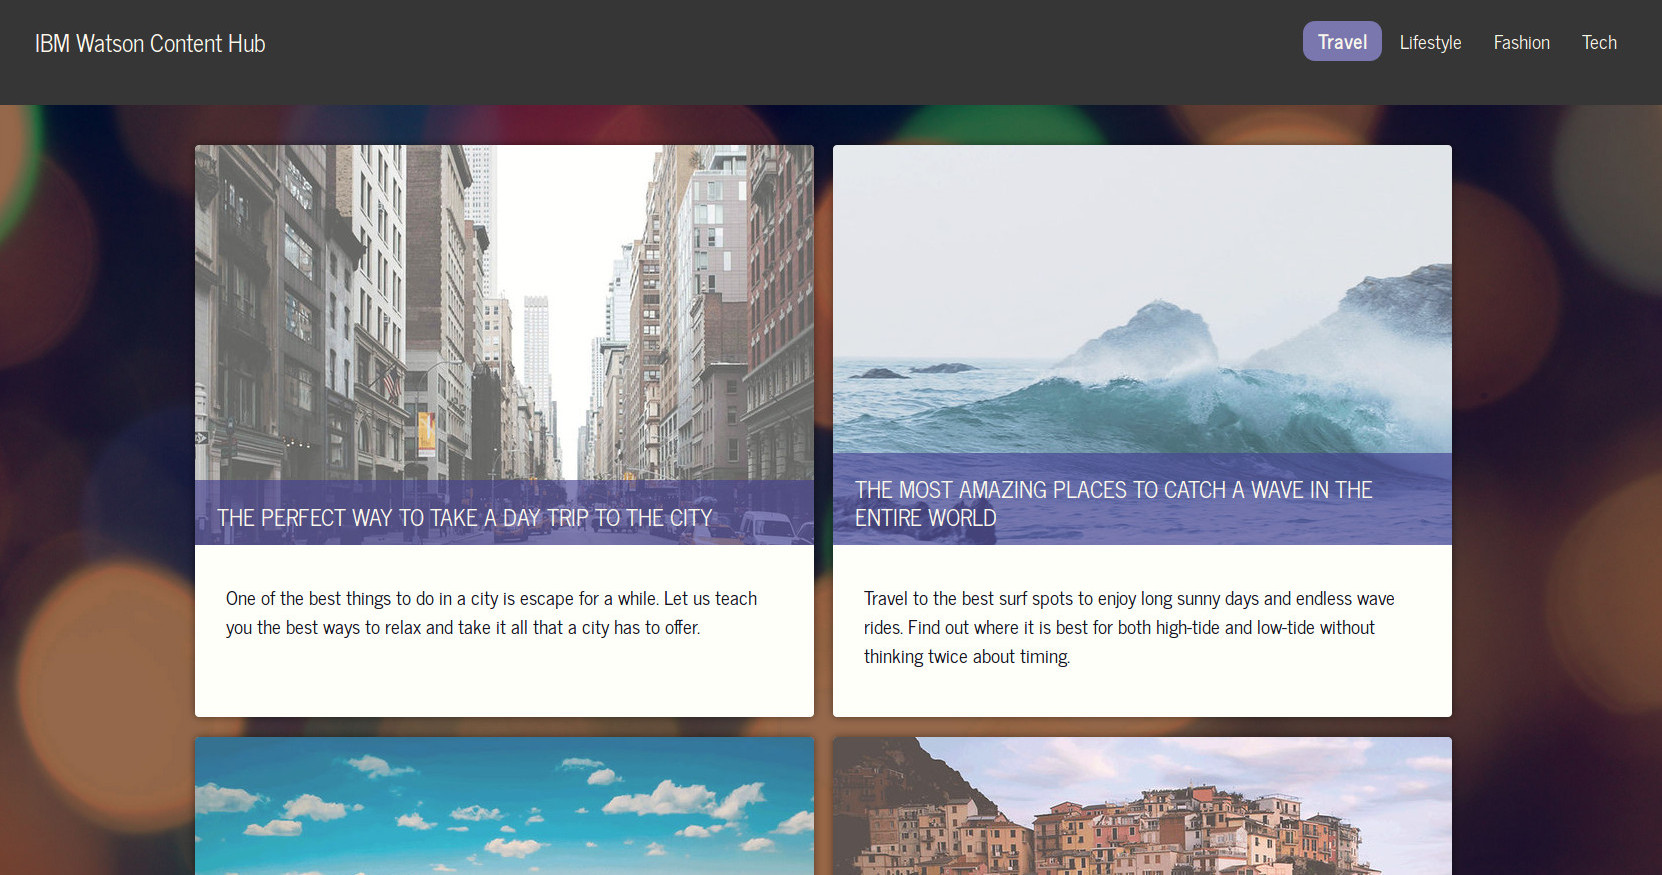 IBM Watson Content Hub
Travel Lifestyle Fashion Tech
THE PERFECT WAY TO TAKE A DAY TRIP TO THE CITY
One of the best things to do in a city is escape for a while. Let us teach
you the best ways to relax and take it all that a city has to offer.
THE MOST AMAZING PLACES TO CATCH A WAVE IN THE
ENTIRE WORLD
Travel to the best surf spots to enjoy long sunny days and endless wave
rides. Find out where it is best for both high-tide and low-tide without
thinking twice about timing.